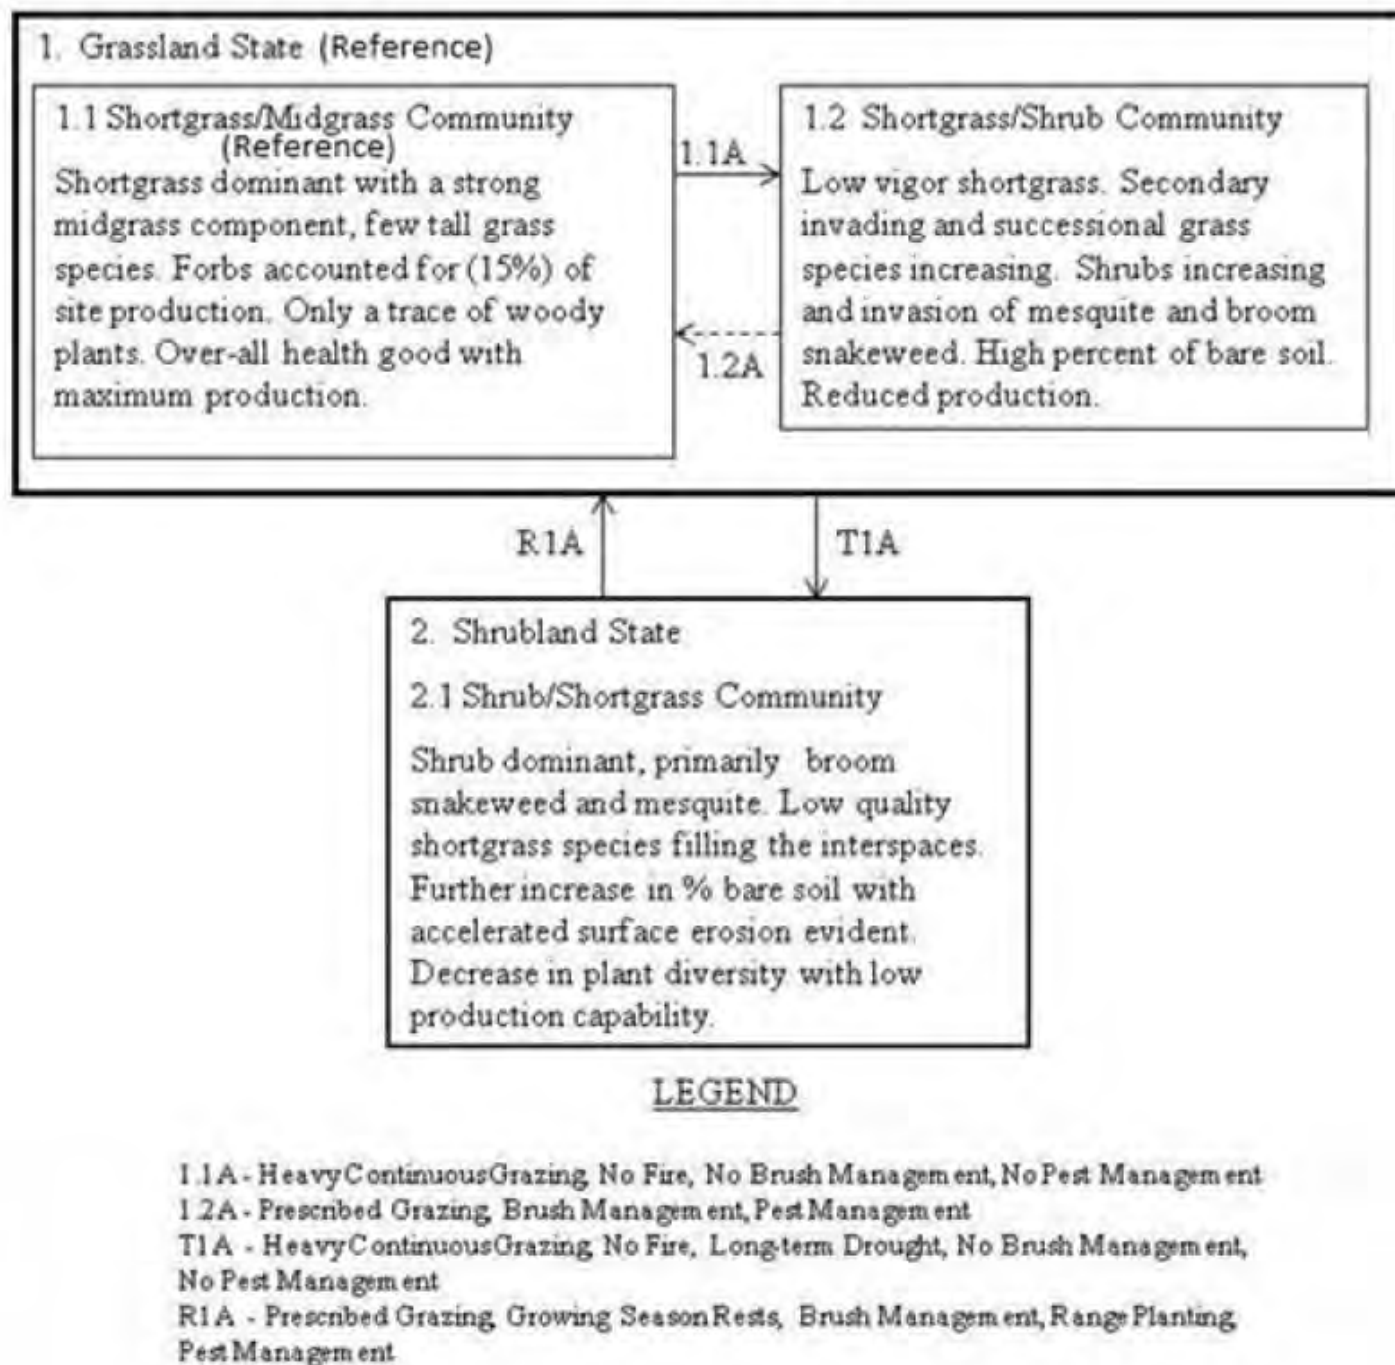 1. Grassland State (Reference)
1.1 Shortgrass/Midgrass Community
(Reference)
Shortgrass dominant with a strong
midgrass component, few tall grass
species. Forbs accounted for (15%) of
site production. Only a trace of woody
plants. Over-all health good with
maximum production.
1.1A
1.2A
1.2 Shortgrass/Shrub Community
Low vigor shortgrass. Secondary
invading and successional grass
species increasing. Shrubs increasing
and invasion of mesquite and broom
snakeweed. High percent of bare soil.
Reduced production.
R1A
T1A
2. Shrubland State
2.1 Shrub/Shortgrass Community
Shrub dominant, primarily broom
snakeweed and mesquite. Low quality
shortgrass species filling the interspaces.
Further increase in % bare soil with
accelerated surface erosion evident.
Decrease in plant diversity with low
production capability.
LEGEND
1.1A - Heavy Continuous Grazing, No Fire, No Brush Management, No Pest Management
1.2A - Prescribed Grazing, Brush Management, Pest Management
T1A - Heavy Continuous Grazing, No Fire, Long-term Drought, No Brush Management,
No Pest Management
R1A - Prescribed Grazing, Growing Season Rests, Brush Management, Range Planting,
Pest Management